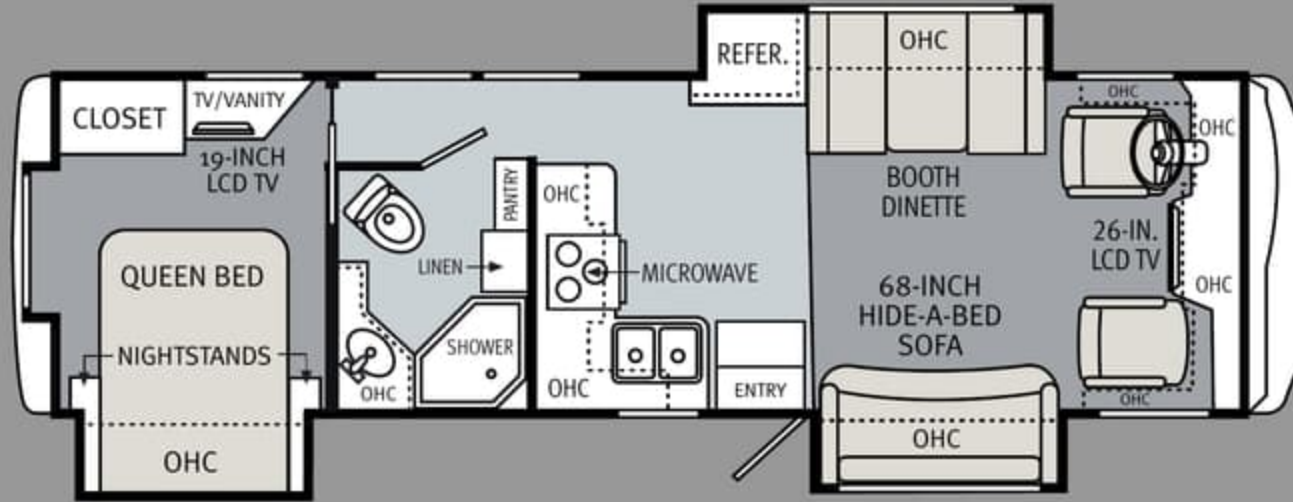 CLOSET
TV/VANITY
19-INCH
LCD TV
QUEEN BED
NIGHTSTANDS
OHC
PANTRY
LINEN
SHOWER
OHC
OHC
MICROWAVE
OHC
ENTRY
REFER.
OHC
BOOTH
DINETTE
68-INCH
HIDE-A-BED
SOFA
OHC
OHC
OHC
26-IN.
LCD TV
OHC
OHC